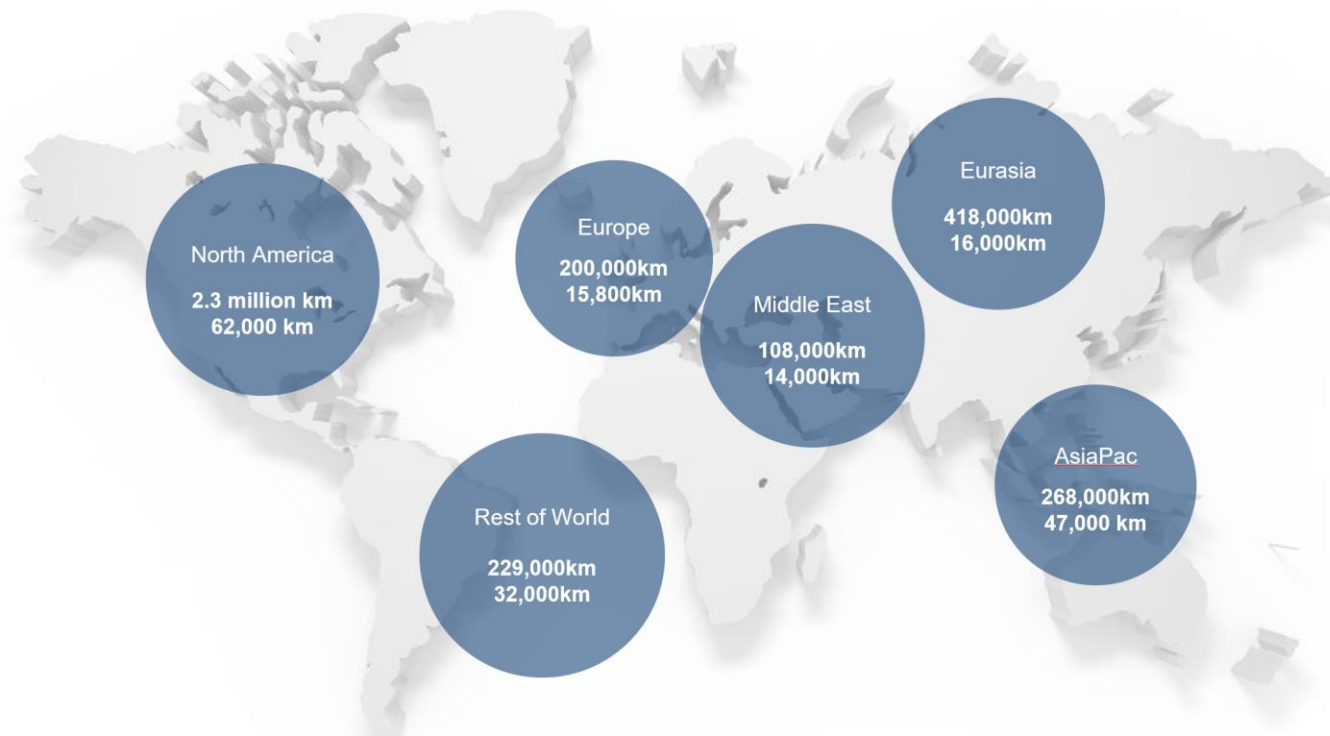 North America
2.3 million km
62,000 km
Europe
200,000km
15,800km
Eurasia
418,000km
16,000km
Middle East
108,000km
14,000km
AsiaPac
268,000km
47,000 km
Rest of World
229,000km
32,000km